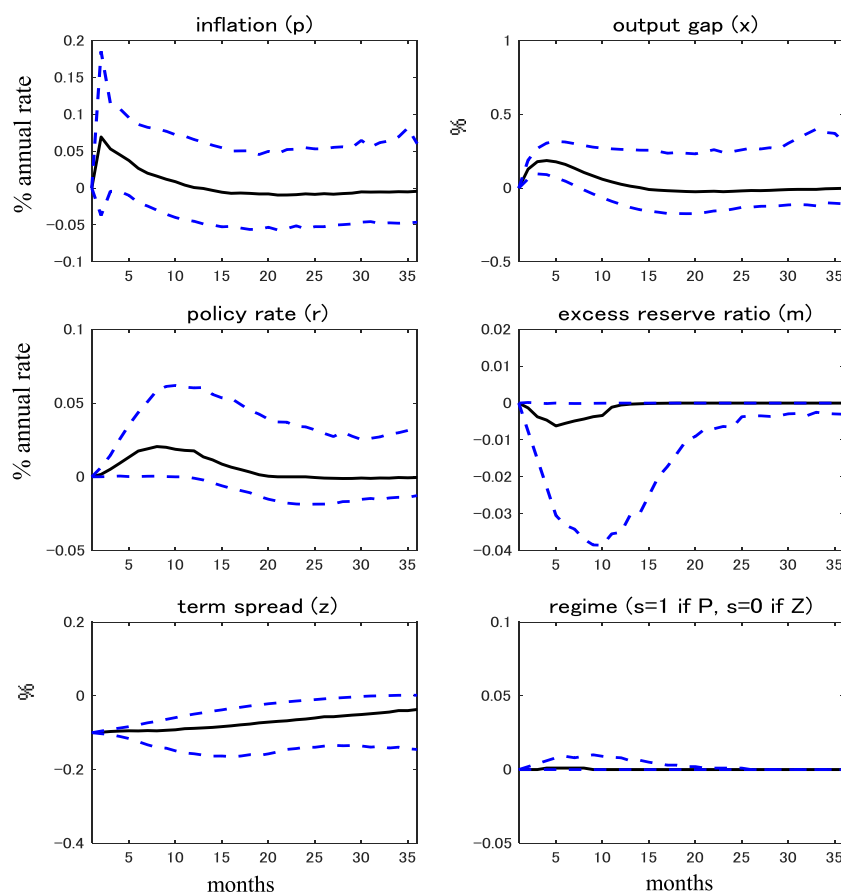 inflation (p)
% annual rate
0.2
0.15
0.1
0.05
0
-0.05
-0.1
5 10 15 20 25 30 35
output gap (x)
%
1
0.5
0
-0.5
5 10 15 20 25 30 35
policy rate (r)
% annual rate
0.1
0.05
0
-0.05
5 10 15 20 25 30 35
excess reserve ratio (m)
0.02
0.01
0
-0.01
-0.02
-0.03
-0.04
5 10 15 20 25 30 35
term spread (z)
%
0.2
0
-0.2
-0.4
5 10 15 20 25 30 35
months
regime (s=1 if P, s=0 if Z)
0.1
0.05
0
-0.05
5 10 15 20 25 30 35
months